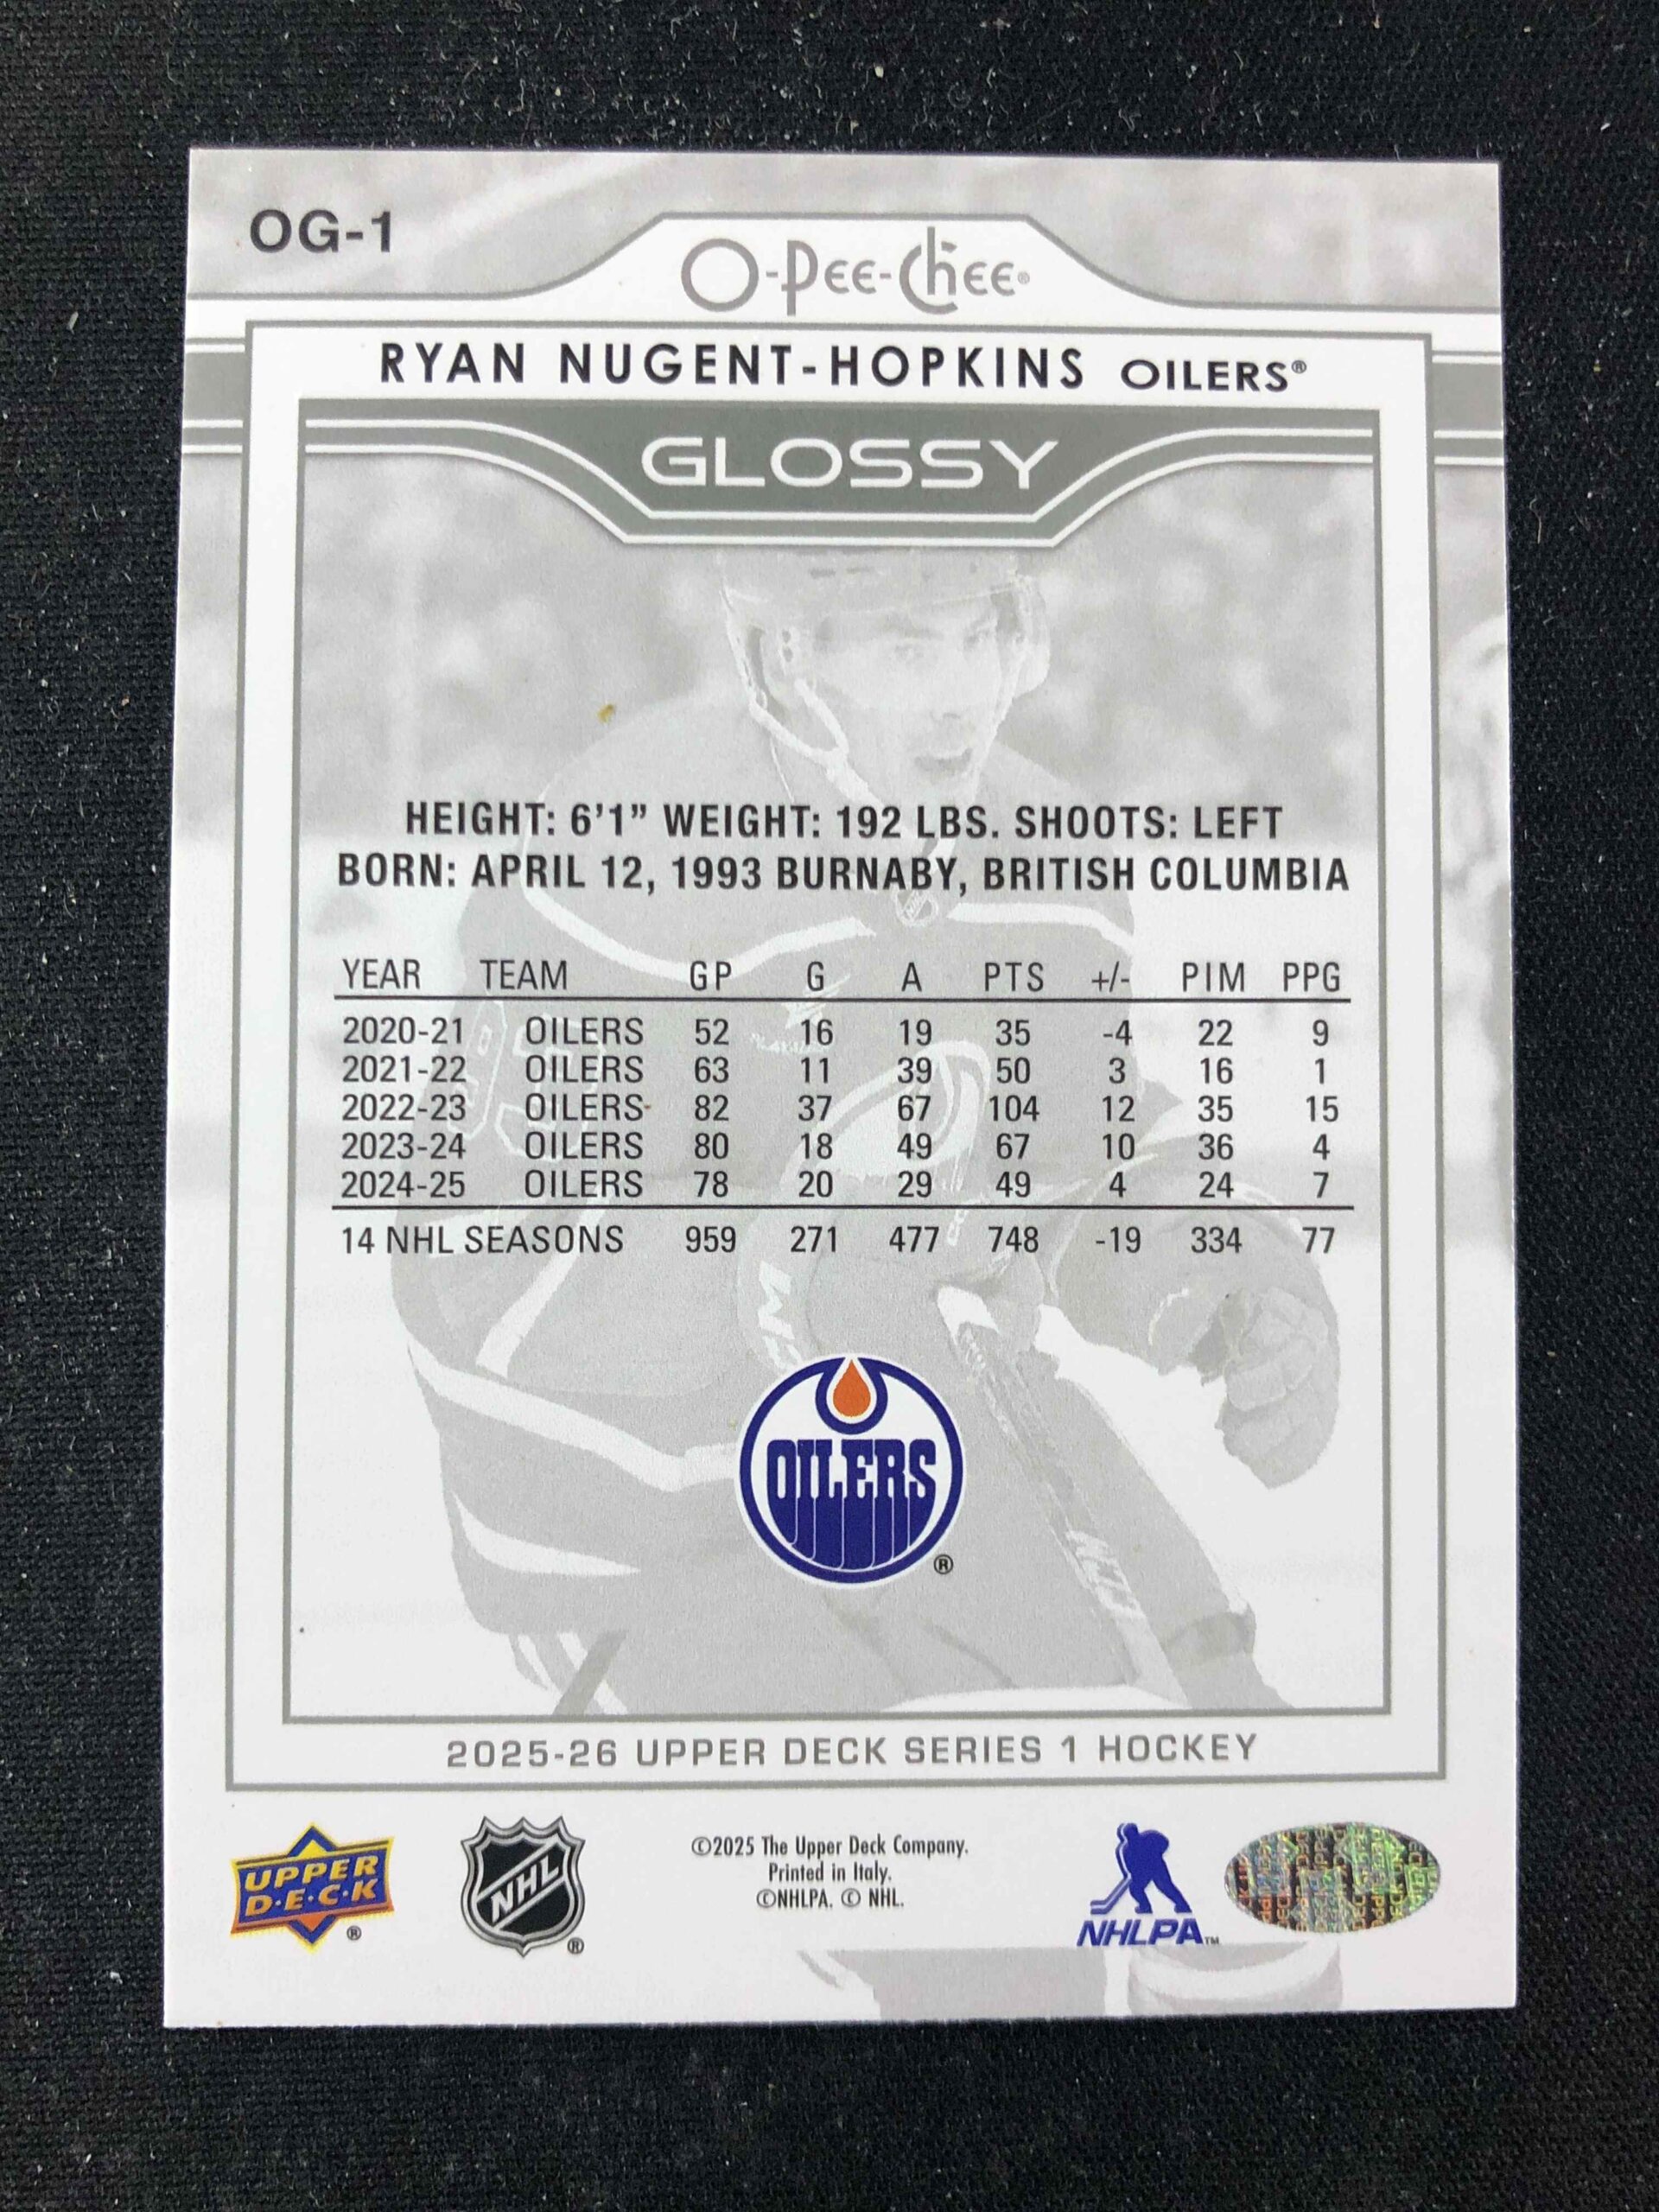 OG-1
O-Pee-Chee®
RYAN NUGENT-HOPKINS OILERS®
GLOSSY
HEIGHT: 6'1" WEIGHT: 192 LBS. SHOOTS: LEFT
BORN: APRIL 12, 1993 BURNABY, BRITISH COLUMBIA
YEAR TEAM GP G A PTS +/- PIM PPG
2020-21 OILERS 52 16 19 35 -4 22 9
2021-22 OILERS 63 11 39 50 3 16 1
2022-23 OILERS 82 37 67 104 12 35 15
2023-24 OILERS 80 18 49 67 10 36 4
2024-25 OILERS 78 20 29 49 4 24 7
14 NHL SEASONS 959 271 477 748 -19 334 77
CCM
OILERS
®
2025-26 UPPER DECK SERIES 1 HOCKEY
UPPER
D·E·C·K
®
NHL
®
©2025 The Upper Deck Company.
Printed in Italy.
©NHLPA. © NHL.
NHLPA™